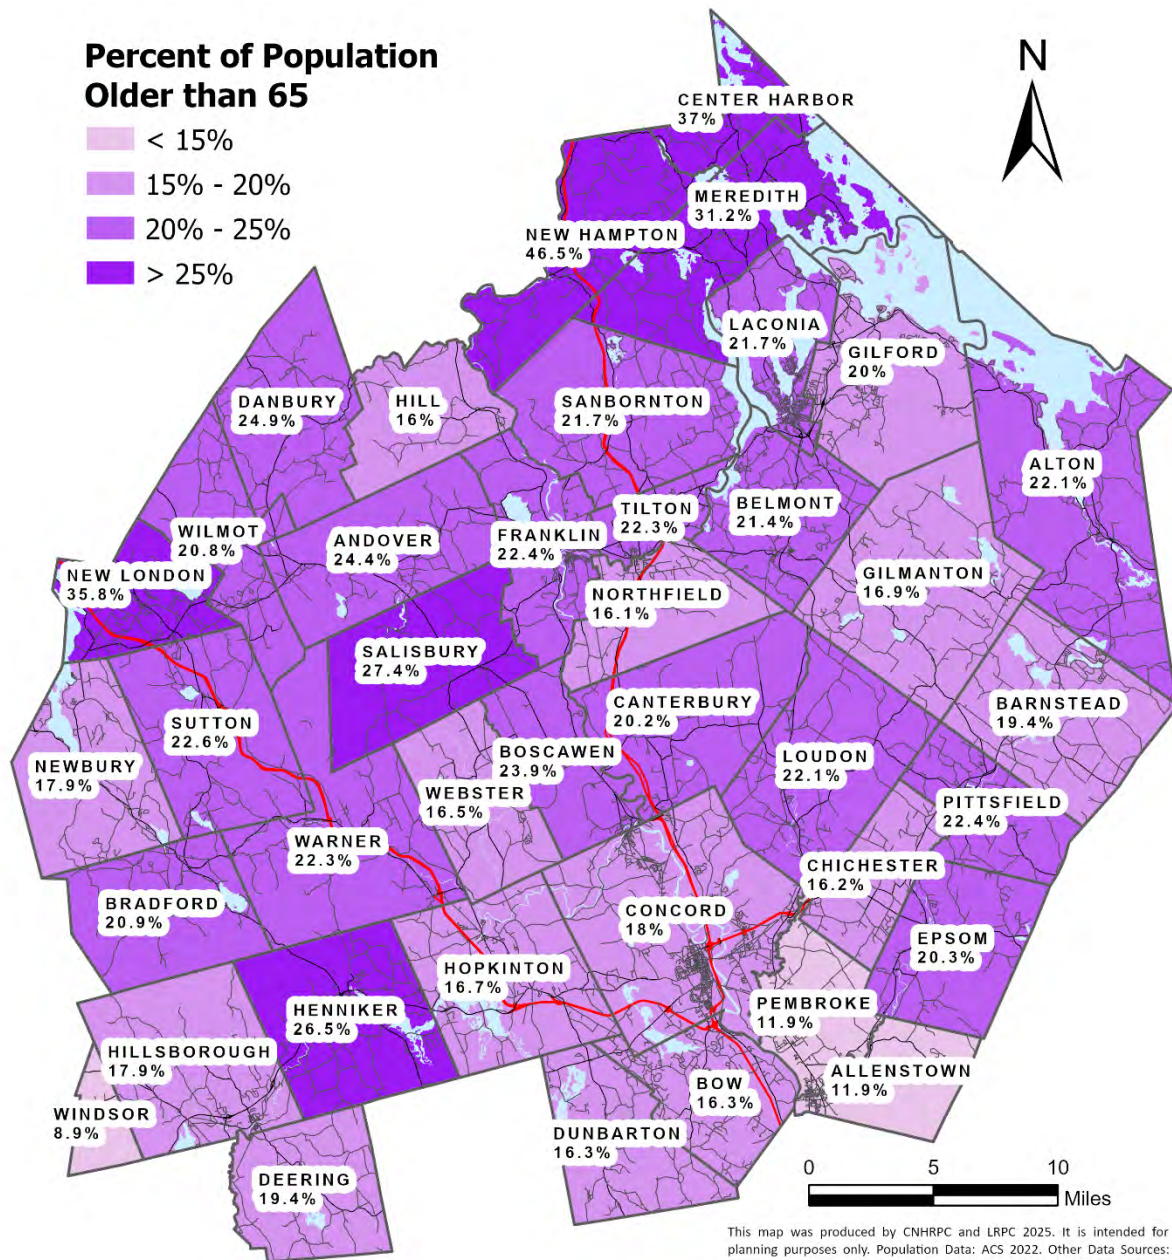 Percent of Population
Older than 65
< 15%
15% - 20%
20% - 25%
> 25%
N
CENTER HARBOR
37%
MEREDITH
31.2%
NEW HAMPTON
46.5%
LACONIA
21.7%
GILFORD
20%
DANBURY
24.9%
HILL
16%
SANBORNTON
21.7%
ALTON
22.1%
WILMOT
20.8%
ANDOVER
24.4%
FRANKLIN
22.4%
TILTON
22.3%
BELMONT
21.4%
NEW LONDON
35.8%
NORTHFIELD
16.1%
GILMANTON
16.9%
SALISBURY
27.4%
SUTTON
22.6%
CANTERBURY
20.2%
BARNSTEAD
19.4%
NEWBURY
17.9%
BOSCAWEN
23.9%
WEBSTER
16.5%
LOUDON
22.1%
PITTSFIELD
22.4%
WARNER
22.3%
CHICHESTER
16.2%
BRADFORD
20.9%
CONCORD
18%
EPSOM
20.3%
HOPKINTON
16.7%
HENNIKER
26.5%
PEMBROKE
11.9%
HILLSBOROUGH
17.9%
ALLENSTOWN
11.9%
BOW
16.3%
WINDSOR
8.9%
DUNBARTON
16.3%
DEERING
19.4%
0 5 10
Miles
This map was produced by CNHRPC and LRPC 2025. It is intended for
planning purposes only. Population Data: ACS 2022. Other Data Sources: